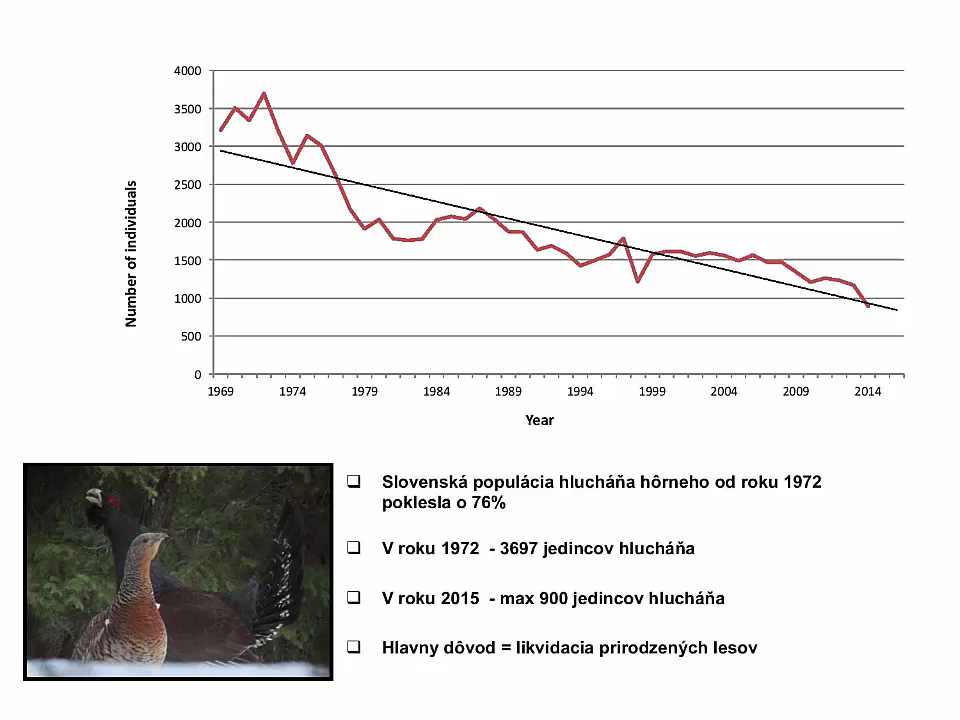 4000
3500
3000
2500
2000
1500
1000
500
0
Number of individuals
1969 1974 1979 1984 1989 1994 1999 2004 2009 2014
Year
Slovenská populácia hlucháňa hôrneho od roku 1972
poklesla o 76%
V roku 1972 - 3697 jedincov hlucháňa
V roku 2015 - max 900 jedincov hlucháňa
Hlavny dôvod = likvidacia prirodzených lesov